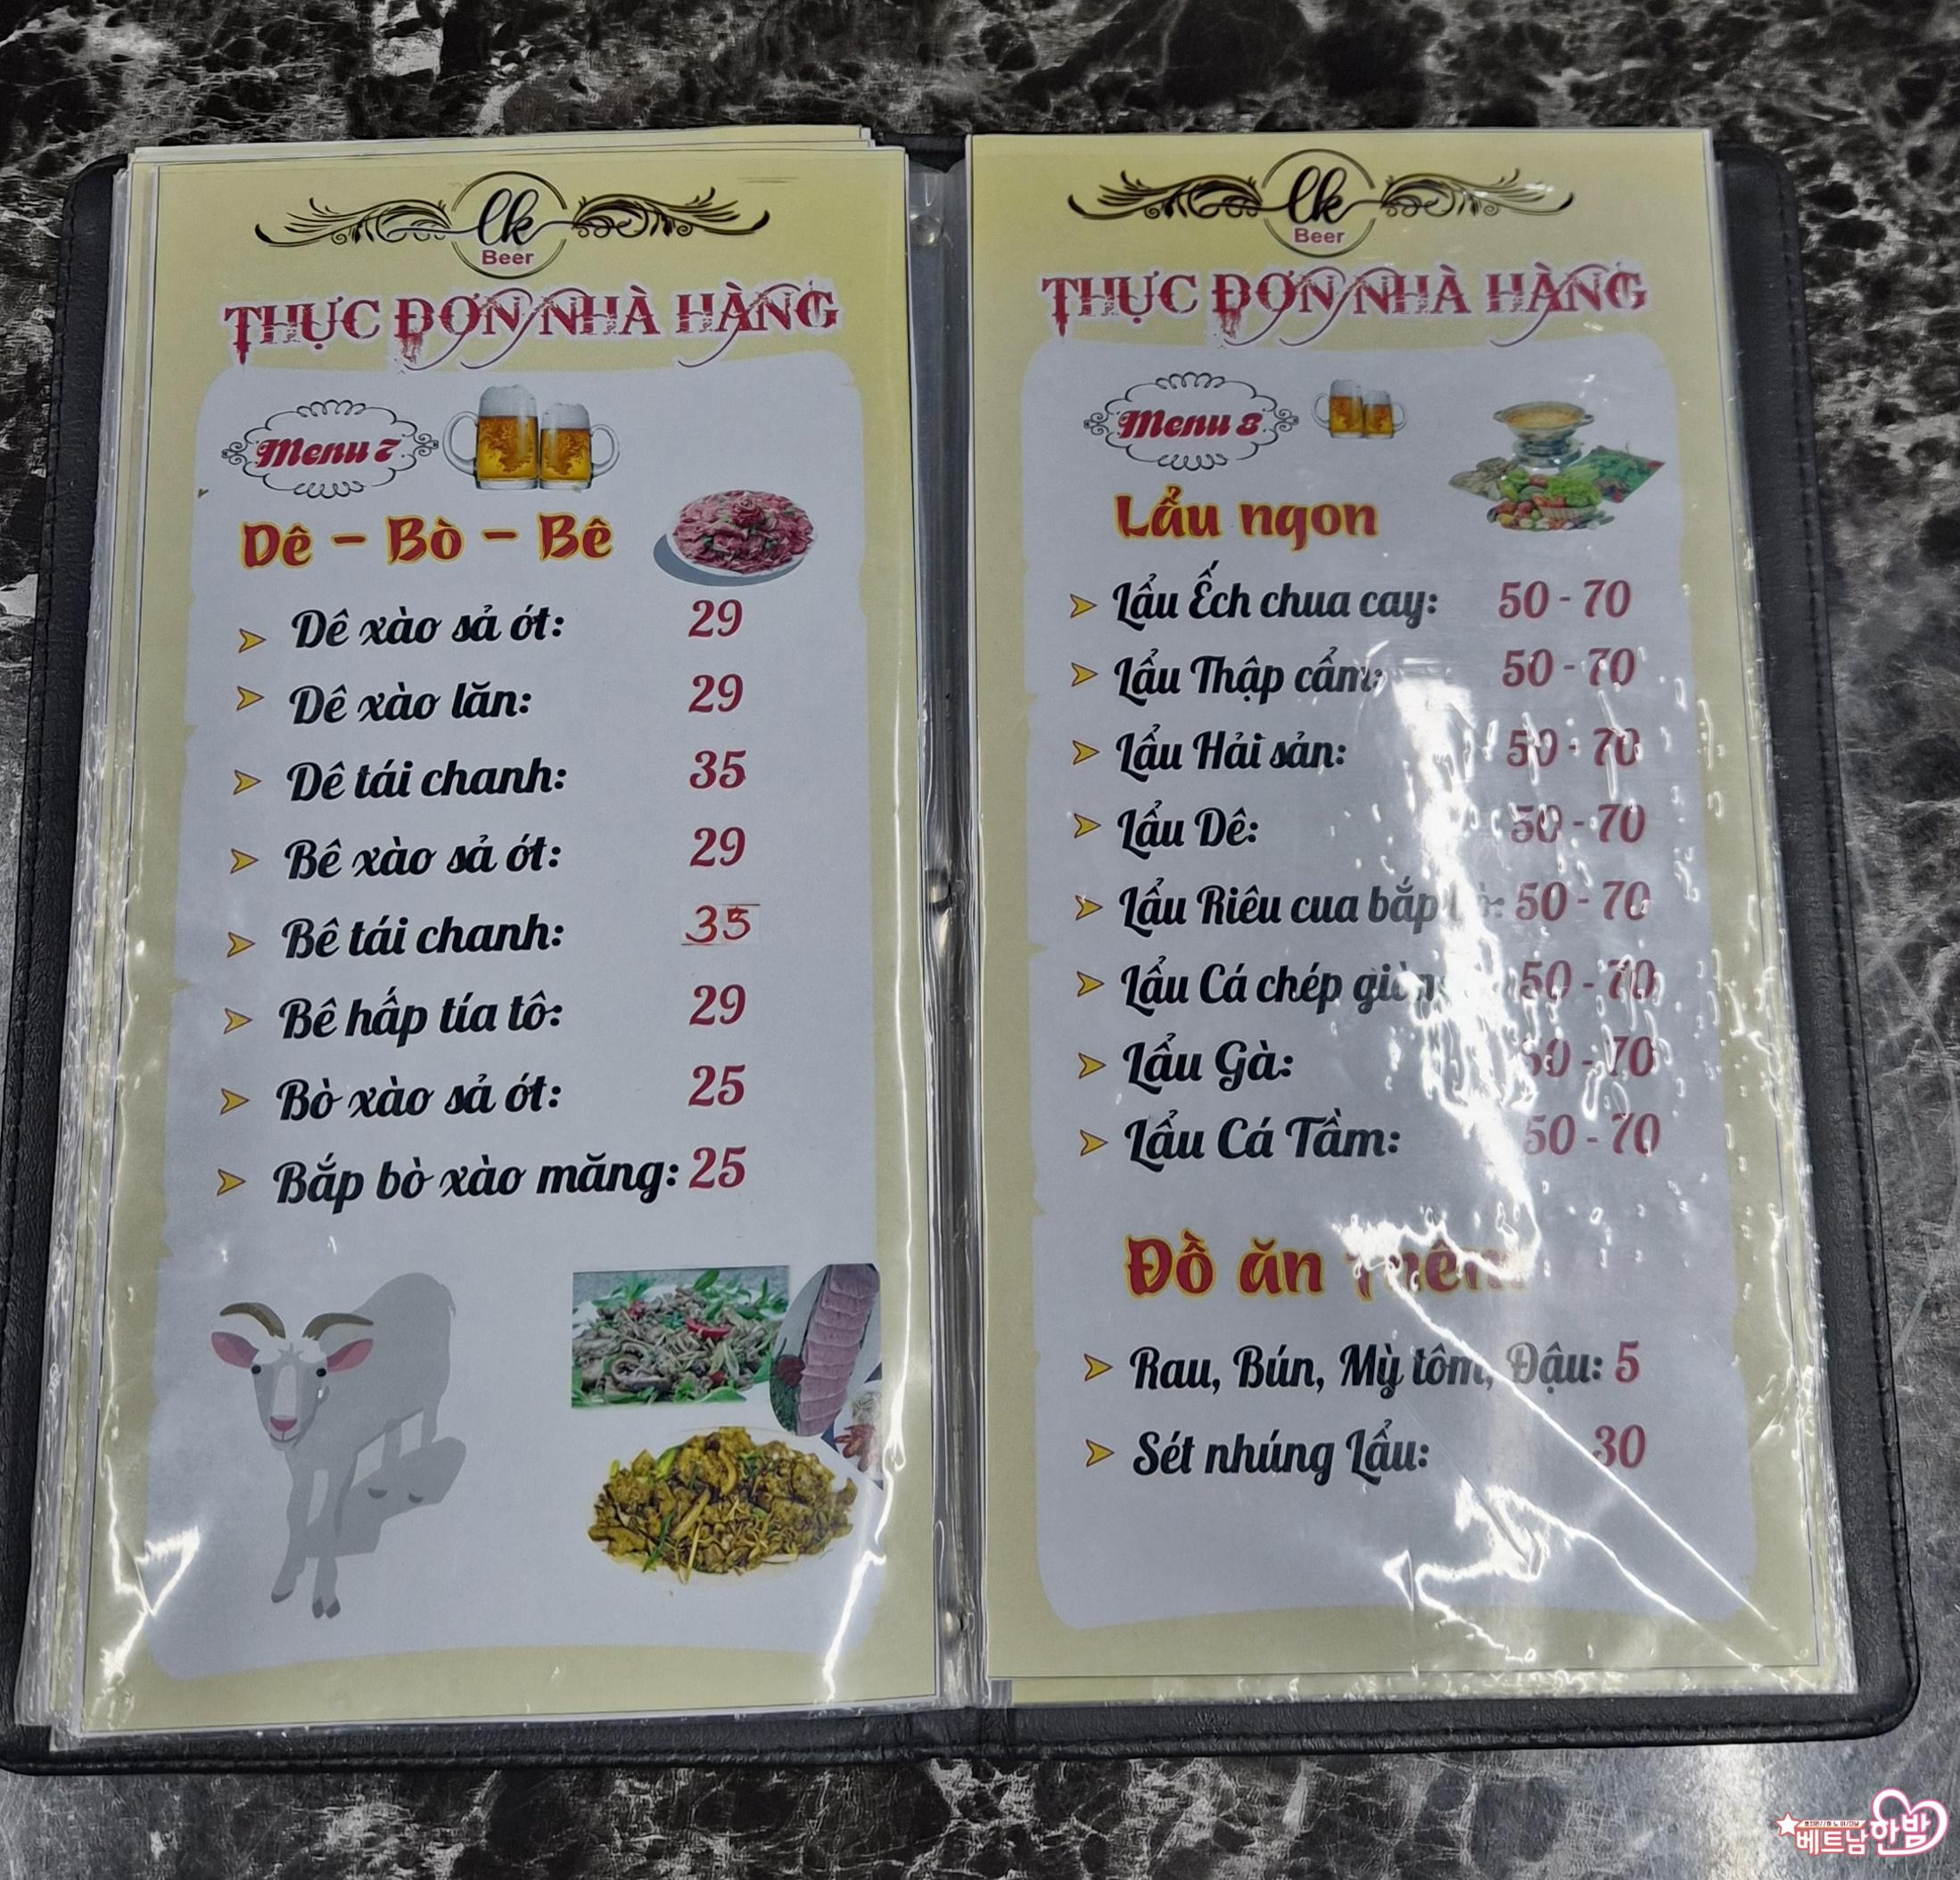 lk
Beer
THỰC ĐƠN NHÀ HÀNG
Menu 7
Dê - Bò - Bê
Dê xào sả ớt: 29
Dê xào lăn: 29
Dê tái chanh: 35
Bê xào sả ớt: 29
Bê tái chanh: 35
Bê hấp tía tô: 29
Bò xào sả ớt: 25
Bắp bò xào măng: 25
lk
Beer
THỰC ĐƠN NHÀ HÀNG
Menu 8
Lẩu ngon
Lẩu Ếch chua cay: 50 - 70
Lẩu Thập cẩm: 50 - 70
Lẩu Hải sản: 50 - 70
Lẩu Dê: 50 - 70
Lẩu Riêu cua bắp bò: 50 - 70
Lẩu Cá chép 50 - 70
Lẩu Gà: 50 - 70
Lẩu Cá Tầm: 50 - 70
Đồ ăn thêm
Rau, Bún, Mỳ tôm, Đậu: 5
Sét nhúng Lẩu: 30
베트남 한밤